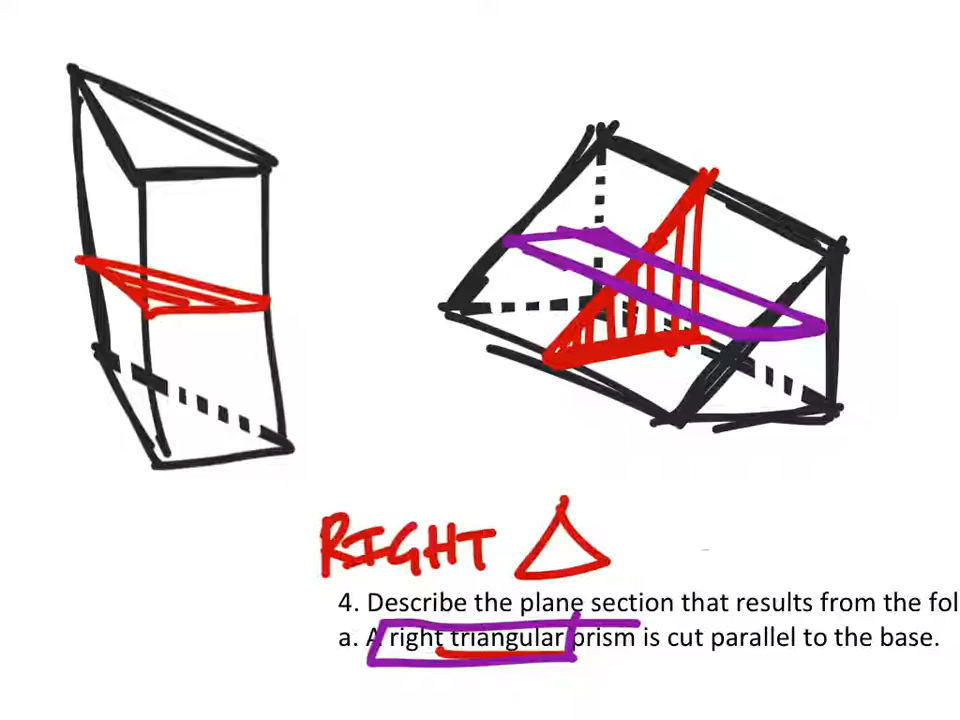 RIGHT
4. Describe the plane section that results from the fol
a. A right triangular prism is cut parallel to the base.